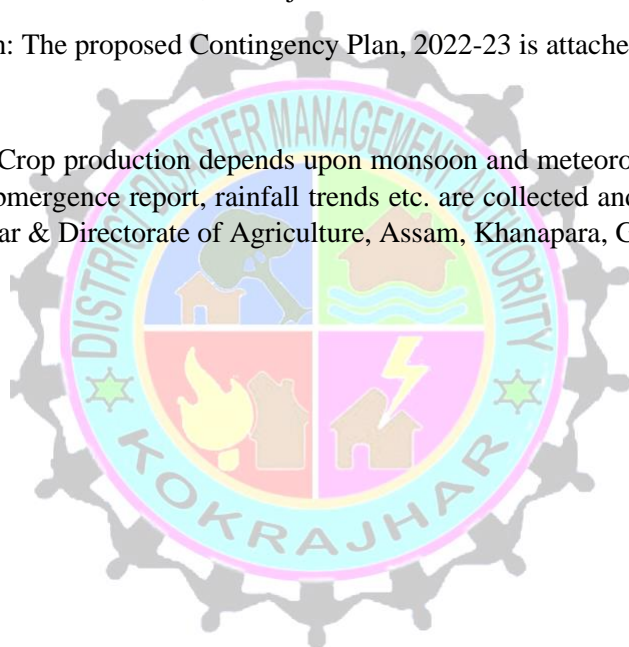 n: The proposed Contingency Plan, 2022-23 is attache
Crop production depends upon monsoon and meteoro
bmergence report, rainfall trends etc. are collected and
ar & Directorate of Agriculture, Assam, Khanapara, G
DISTRICT DISASTER MANAGEMENT AUTHORITY
KOKRAJHAR